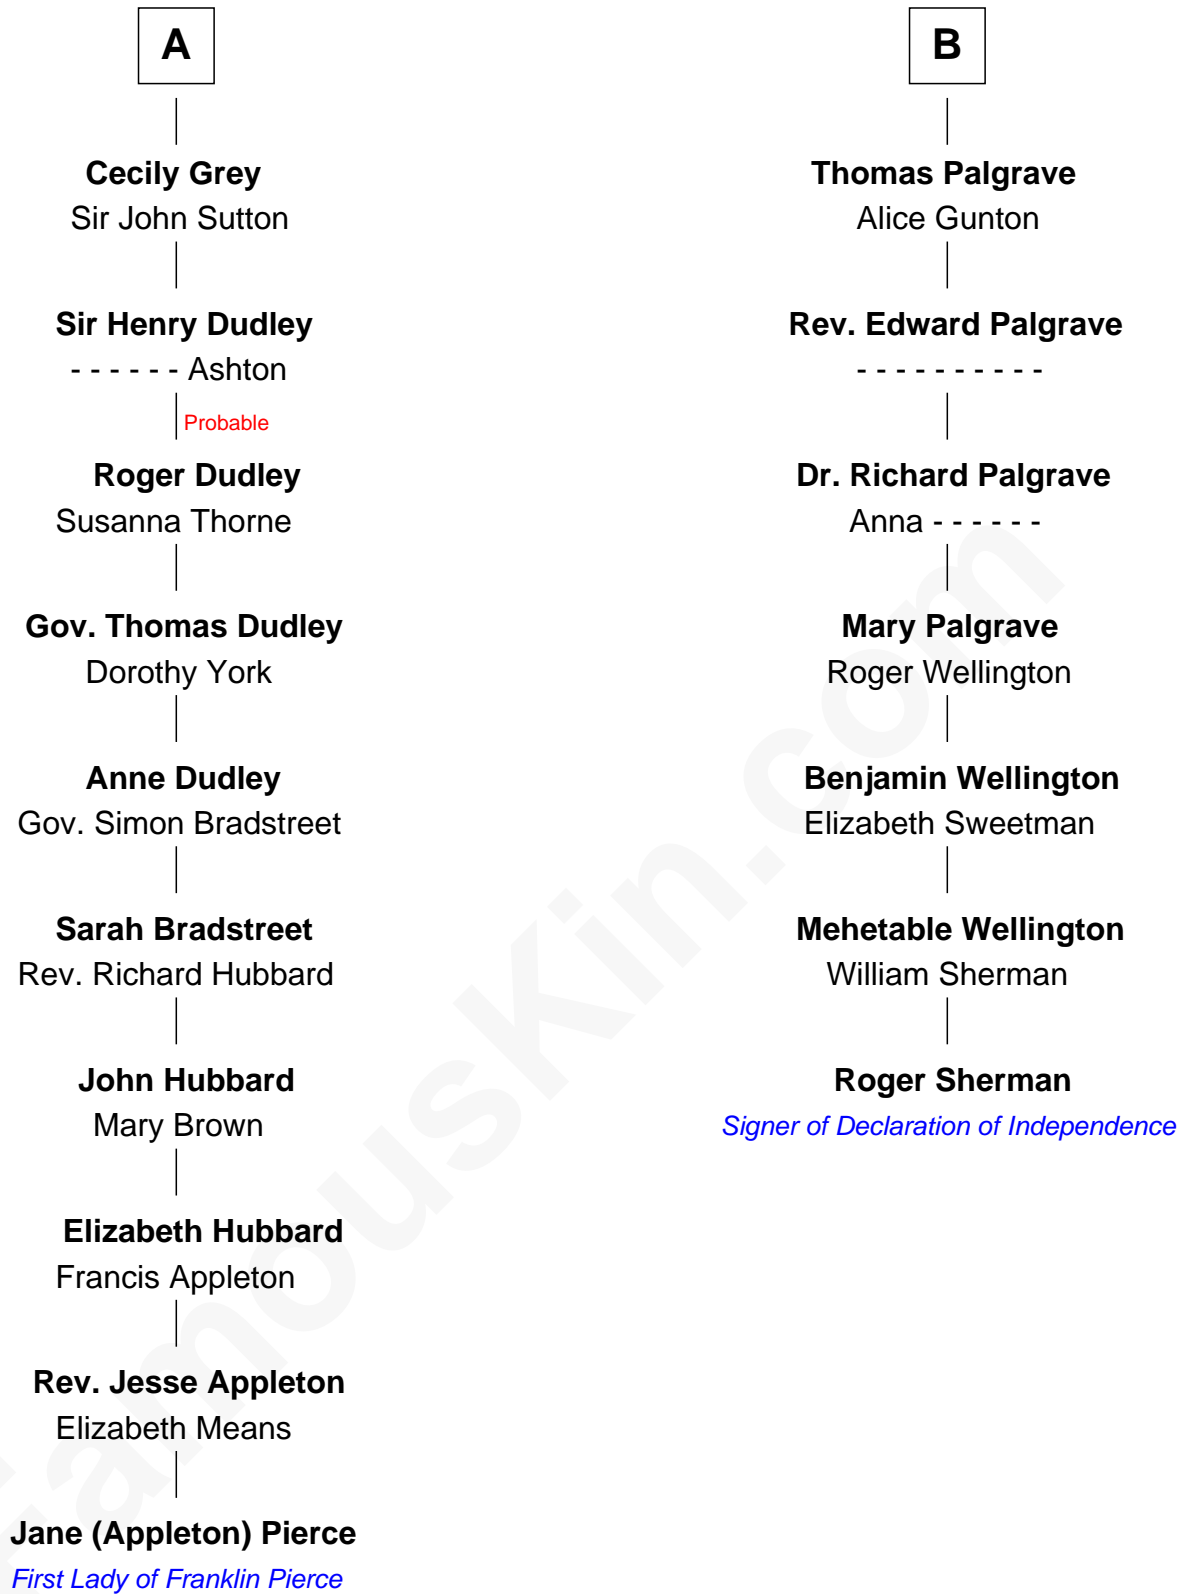 A
Cecily Grey
Sir John Sutton
Sir Henry Dudley
- - - - - - Ashton
Probable
Roger Dudley
Susanna Thorne
Gov. Thomas Dudley
Dorothy York
Anne Dudley
Gov. Simon Bradstreet
Sarah Bradstreet
Rev. Richard Hubbard
John Hubbard
Mary Brown
Elizabeth Hubbard
Francis Appleton
Rev. Jesse Appleton
Elizabeth Means
Jane (Appleton) Pierce
First Lady of Franklin Pierce
B
Thomas Palgrave
Alice Gunton
Rev. Edward Palgrave
- - - - - - - - - -
Dr. Richard Palgrave
Anna - - - - - -
Mary Palgrave
Roger Wellington
Benjamin Wellington
Elizabeth Sweetman
Mehetable Wellington
William Sherman
Roger Sherman
Signer of Declaration of Independence
FamousKin.com